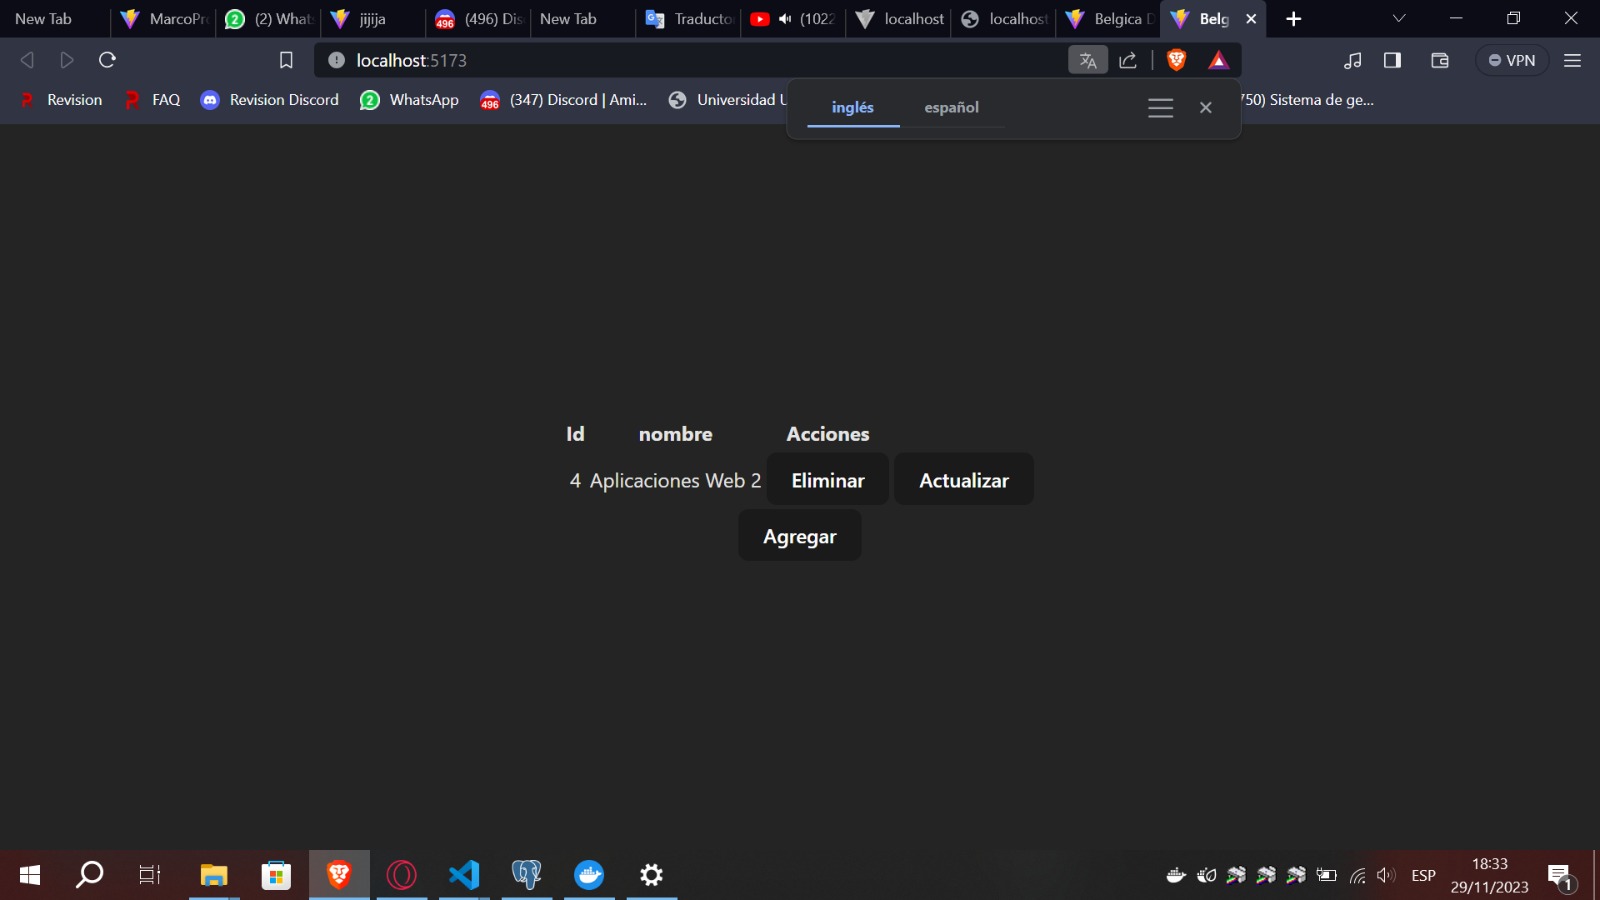 New Tab
MarcoPr
(2) What
jijija
(496) Dis
New Tab
Traducto
(1022
localhost
localhost
Belgica D
Belg
localhost:5173
VPN
Revision
FAQ
Revision Discord
WhatsApp
(347) Discord | Ami...
Universidad U
750) Sistema de ge...
inglés
español
Id
nombre
Acciones
4 Aplicaciones Web 2
Eliminar
Actualizar
Agregar
ESP
18:33
29/11/2023
1